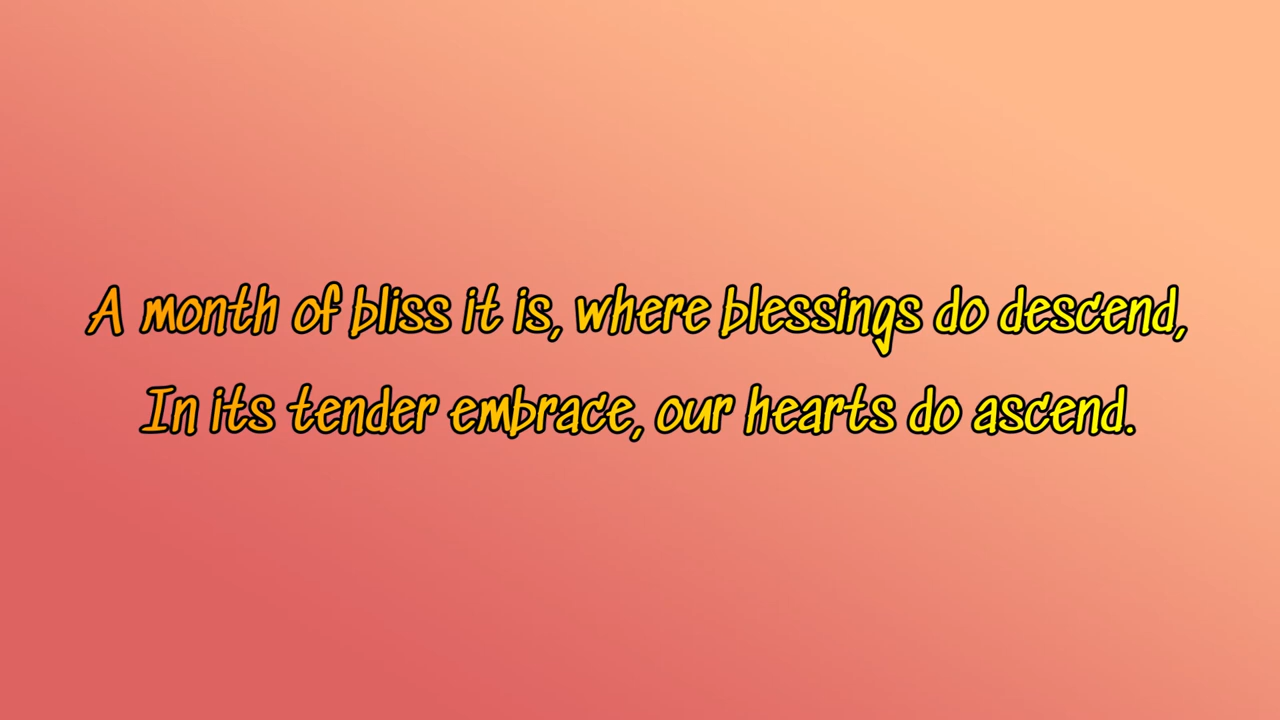 A month of bliss it is, where blessings do descend,
In its tender embrace, our hearts do ascend.